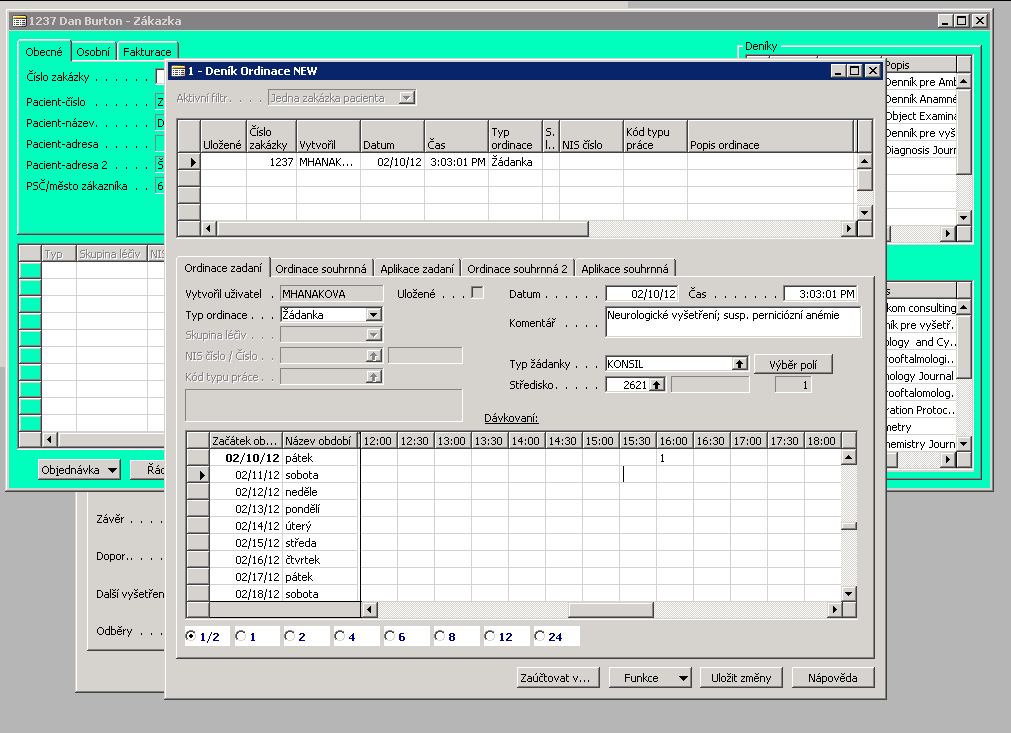 1237 Dan Burton - Zákazka
Obecné Osobní Fakturace
Číslo zakázky . . . . . .
Pacient-číslo . . . . . .
Pacient-název. . . . . .
Pacient-adresa . . . . .
Pacient-adresa 2 . . .
PSČ/město zákazníka . .
Typ Skupina léčiv NIS
Objednávka
Řád
Závěr . . . .
Dopor.. . . .
Další vyšetřen
Odběry . . .
Deníky
Popis
Denník pre Amb
Denník Anamné
Object Examina
Denník pre vyš
Diagnosis Journ
kom consulting
ník pre vyšetř.
ology and Cy..
rooftalmologi..
nology Journal
rooftalomolog.
ration Protoc..
metry
hemistry Journ
1 - Deník Ordinace NEW
Aktivní filtr. . . . . Jedna zakázka pacienta
Uložené Číslo zakázky Vytvořil Datum Čas Typ ordinace S. l.. NIS číslo Kód typu práce Popis ordinace
1237 MHANAK... 02/10/12 3:03:01 PM Žádanka
Ordinace zadaní Ordinace souhrnná Aplikace zadaní Ordinace souhrnná 2 Aplikace souhrnná
Vytvořil uživatel . MHANAKOVA Uložené . . . Datum . . . . . . 02/10/12 Čas . . . . . . . 3:03:01 PM
Typ ordinace . . . Žádanka
Komentář . . . . Neurologické vyšetření; susp. perniciózní anémie
Skupina léčiv . . .
NIS číslo / Číslo . .
Typ žádanky . . . KONSIL Výběr polí
Kód typu práce . .
Středisko. . . . . 2621 1
Dávkovaní:
Začátek ob... Název období 12:00 12:30 13:00 13:30 14:00 14:30 15:00 15:30 16:00 16:30 17:00 17:30 18:00
02/10/12 pátek 1
02/11/12 sobota
02/12/12 neděle
02/13/12 pondělí
02/14/12 úterý
02/15/12 středa
02/16/12 čtvrtek
02/17/12 pátek
02/18/12 sobota
1/2 1 2 4 6 8 12 24
Zaúčtovat v... Funkce Uložit změny Nápověda